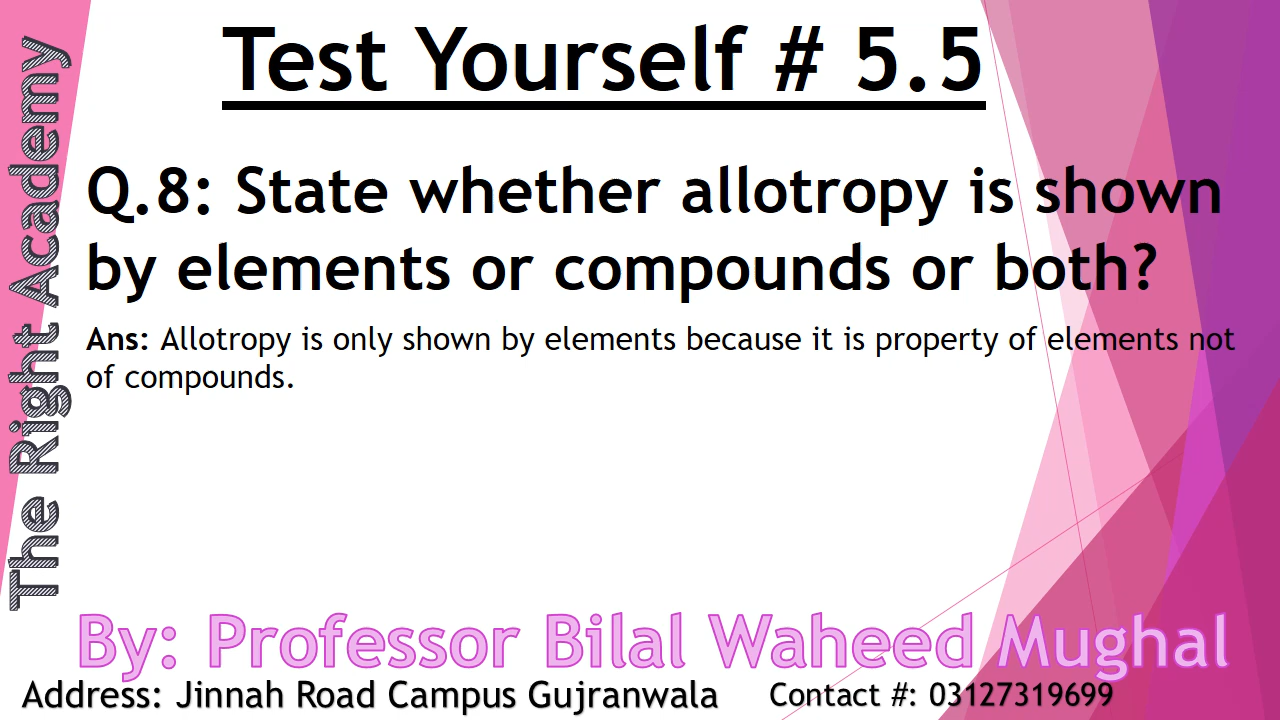 Test Yourself # 5.5
The Right Academy
Q.8: State whether allotropy is shown
by elements or compounds or both?
Ans: Allotropy is only shown by elements because it is property of elements not
of compounds.
By: Professor Bilal Waheed Mughal
Address: Jinnah Road Campus Gujranwala Contact #: 03127319699